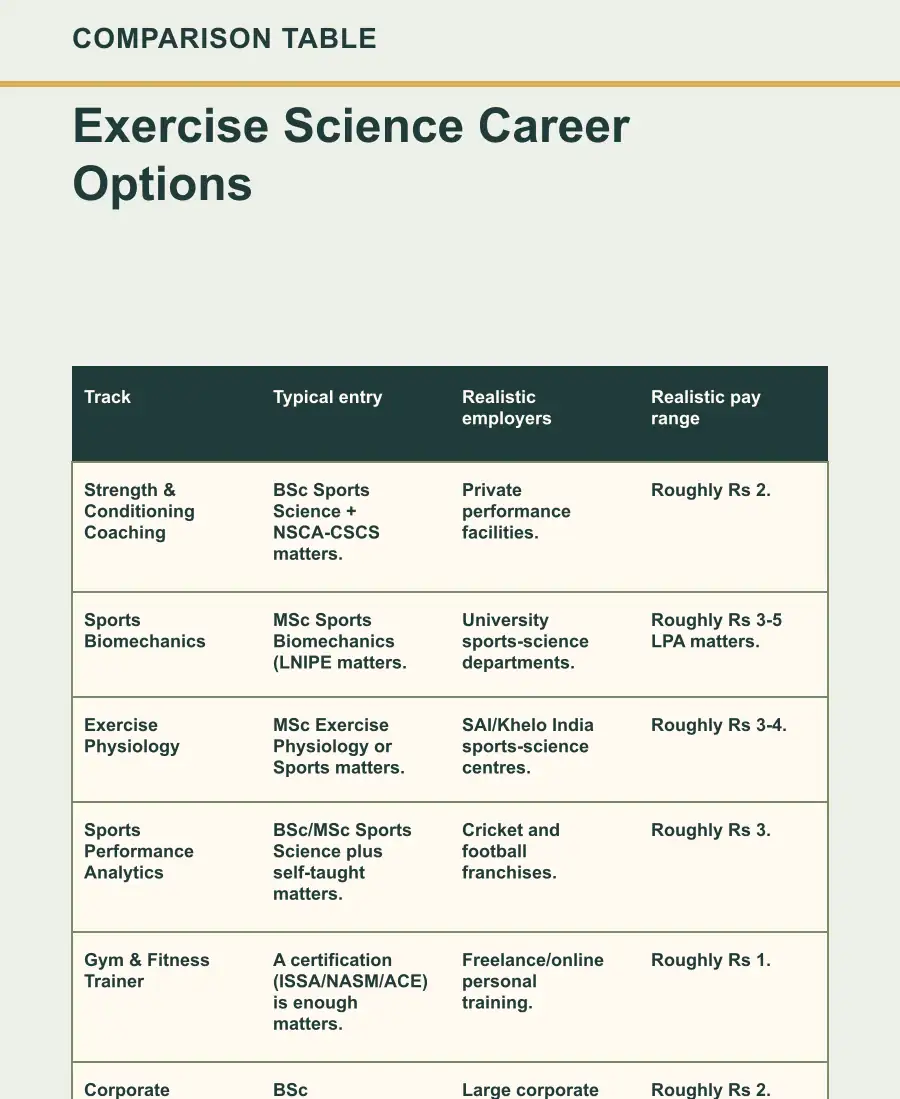 COMPARISON TABLE
Exercise Science Career
Options
Track
Typical entry
Realistic
employers
Realistic pay
range
Strength &
Conditioning
Coaching
BSc Sports
Science +
NSCA-CSCS
matters.
Private
performance
facilities.
Roughly Rs 2.
Sports
Biomechanics
MSc Sports
Biomechanics
(LNIPE matters.
University
sports-science
departments.
Roughly Rs 3-5
LPA matters.
Exercise
Physiology
MSc Exercise
Physiology or
Sports matters.
SAI/Khelo India
sports-science
centres.
Roughly Rs 3-4.
Sports
Performance
Analytics
BSc/MSc Sports
Science plus
self-taught
matters.
Cricket and
football
franchises.
Roughly Rs 3.
Gym & Fitness
Trainer
A certification
(ISSA/NASM/ACE)
is enough
matters.
Freelance/online
personal
training.
Roughly Rs 1.
Corporate
BSc
Large corporate
Roughly Rs 2.